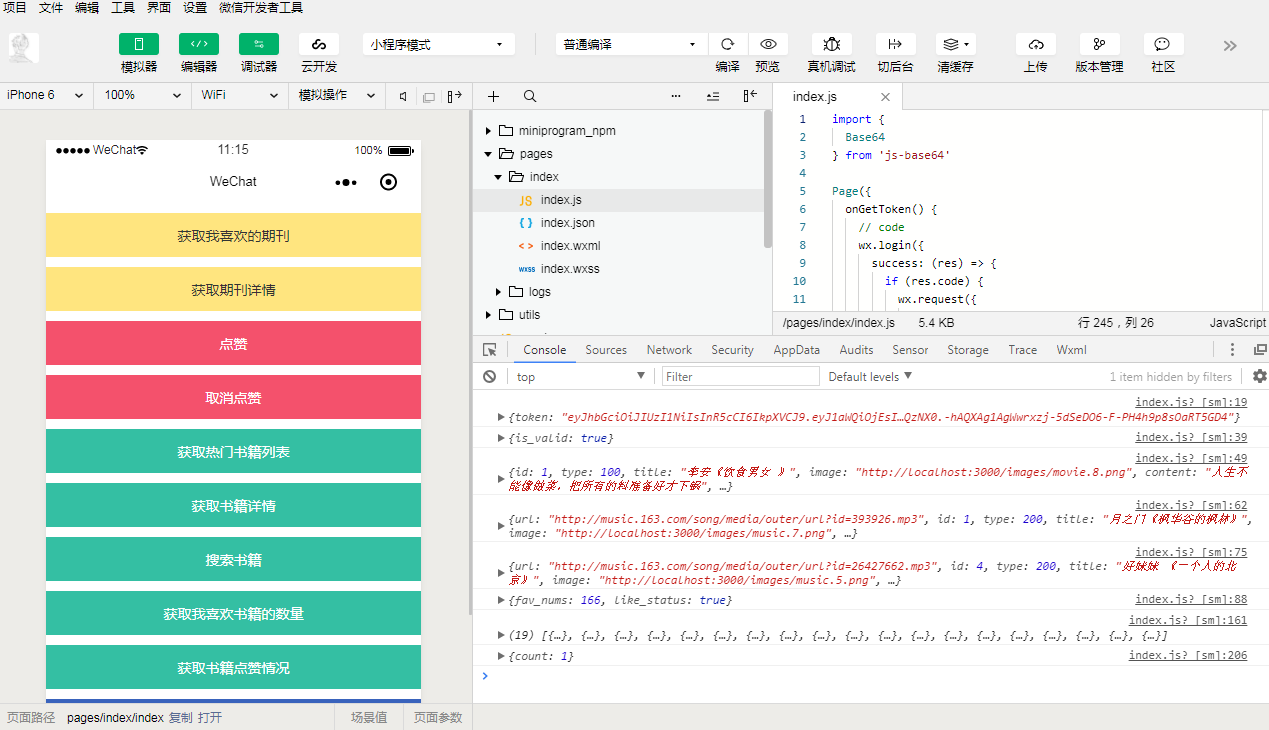 项目 文件 编辑 工具 界面 设置 微信开发者工具
模拟器 编辑器 调试器 云开发 小程序模式 普通编译 编译 预览 真机调试 切后台 清缓存 上传 版本管理 社区
iPhone 6 100% WiFi 模拟操作
WeChat 11:15 100%
WeChat
获取我喜欢的期刊
获取期刊详情
点赞
取消点赞
获取热门书籍列表
获取书籍详情
搜索书籍
获取我喜欢书籍的数量
获取书籍点赞情况
页面路径 pages/index/index 复制 打开 场景值 页面参数
miniprogram_npm
pages
index
JS index.js
{ } index.json
< > index.wxml
wxss index.wxss
logs
utils
index.js
1 import {
2 Base64
3 } from 'js-base64'
4
5 Page({
6 onGetToken() {
7 // code
8 wx.login({
9 success: (res) => {
10 if (res.code) {
11 wx.request({
/pages/index/index.js 5.4 KB 行 245，列 26 JavaScript
Console Sources Network Security AppData Audits Sensor Storage Trace Wxml
top Filter Default levels 1 item hidden by filters
index.js? [sm]:19
{token: "eyJhbGciOiJIUzI1NiIsInR5cCI6IkpXVCJ9.eyJ1aWQiOjEsI…QzNX0.-hAQXAg1AgWwrxzj-5dSeDO6-F-PH4h9p8sOaRT5GD4"}
{is_valid: true} index.js? [sm]:39
index.js? [sm]:49
{id: 1, type: 100, title: "李安《饮食男女 》", image: "http://localhost:3000/images/movie.8.png", content: "人生不
能像做菜，把所有的料准备好才下锅", …}
index.js? [sm]:62
{url: "http://music.163.com/song/media/outer/url?id=393926.mp3", id: 1, type: 200, title: "月之门《枫华谷的枫林》",
image: "http://localhost:3000/images/music.7.png", …}
index.js? [sm]:75
{url: "http://music.163.com/song/media/outer/url?id=26427662.mp3", id: 4, type: 200, title: "好妹妹 《一个人的北
京》", image: "http://localhost:3000/images/music.5.png", …}
{fav_nums: 166, like_status: true} index.js? [sm]:88
index.js? [sm]:161
(19) [{…}, {…}, {…}, {…}, {…}, {…}, {…}, {…}, {…}, {…}, {…}, {…}, {…}, {…}, {…}, {…}, {…}, {…}, {…}]
{count: 1} index.js? [sm]:206